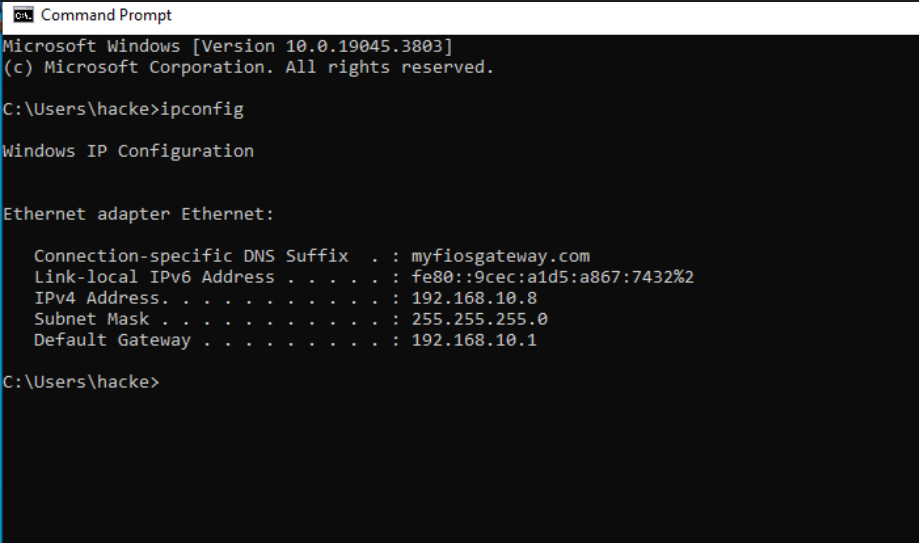 Command Prompt
Microsoft Windows [Version 10.0.19045.3803]
(c) Microsoft Corporation. All rights reserved.
C:\Users\hacke>ipconfig
Windows IP Configuration
Ethernet adapter Ethernet:
   Connection-specific DNS Suffix  . : myfiosgateway.com
   Link-local IPv6 Address . . . . . : fe80::9cec:a1d5:a867:7432%2
   IPv4 Address. . . . . . . . . . . : 192.168.10.8
   Subnet Mask . . . . . . . . . . . : 255.255.255.0
   Default Gateway . . . . . . . . . : 192.168.10.1
C:\Users\hacke>